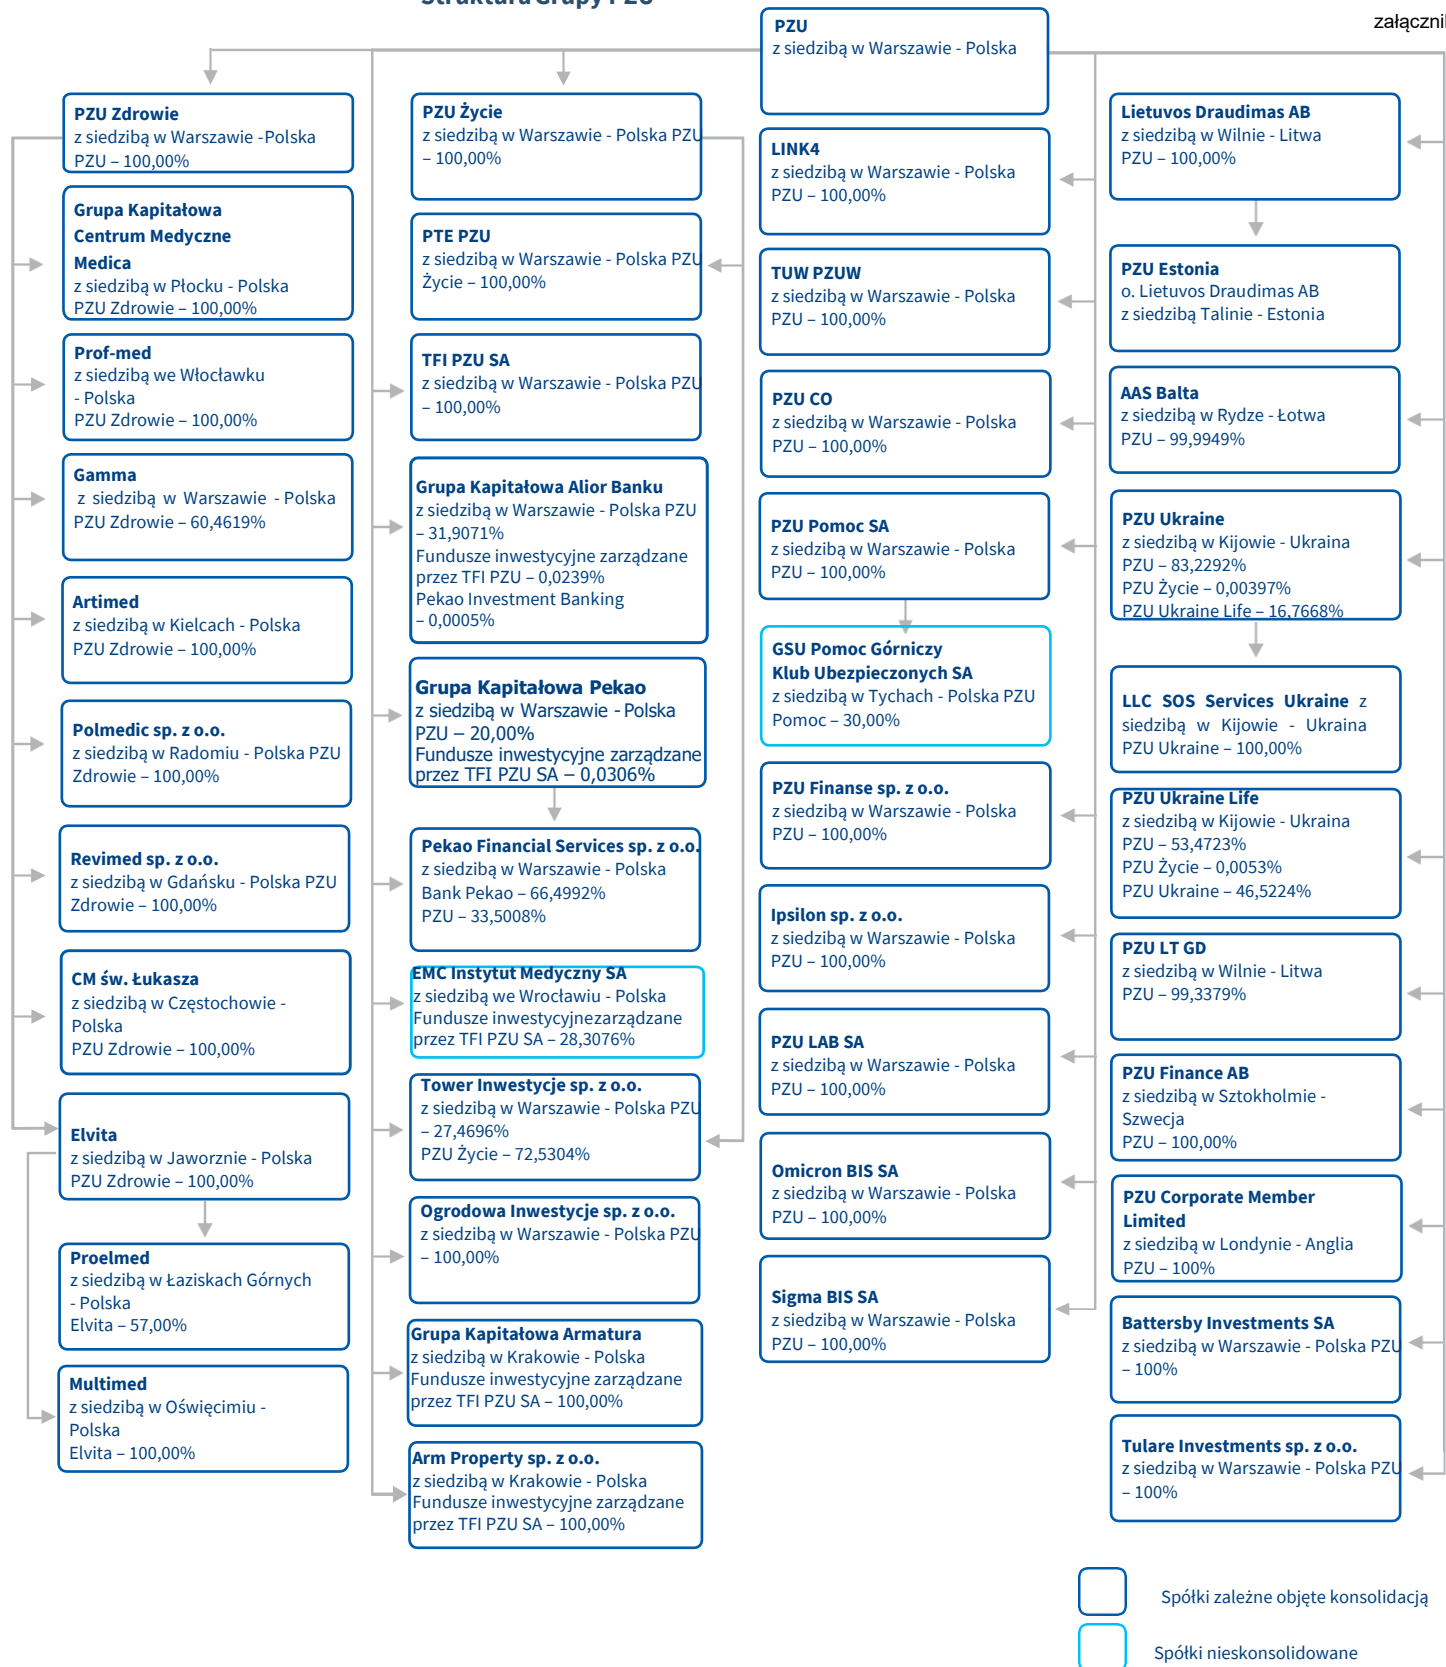 Struktura Grupy PZU
PZU
z siedzibą w Warszawie - Polska
PZU Zdrowie
z siedzibą w Warszawie -Polska
PZU – 100,00%
Grupa Kapitałowa
Centrum Medyczne
Medica
z siedzibą w Płocku - Polska
PZU Zdrowie – 100,00%
Prof-med
z siedzibą we Włocławku
- Polska
PZU Zdrowie – 100,00%
Gamma
z siedzibą w Warszawie - Polska
PZU Zdrowie – 60,4619%
Artimed
z siedzibą w Kielcach - Polska
PZU Zdrowie – 100,00%
Polmedic sp. z o.o.
z siedzibą w Radomiu - Polska PZU
Zdrowie – 100,00%
Revimed sp. z o.o.
z siedzibą w Gdańsku - Polska PZU
Zdrowie – 100,00%
CM św. Łukasza
z siedzibą w Częstochowie -
Polska
PZU Zdrowie – 100,00%
Elvita
z siedzibą w Jaworznie - Polska
PZU Zdrowie – 100,00%
Proelmed
z siedzibą w Łaziskach Górnych
- Polska
Elvita – 57,00%
Multimed
z siedzibą w Oświęcimiu -
Polska
Elvita – 100,00%
PZU Życie
z siedzibą w Warszawie - Polska PZU
– 100,00%
PTE PZU
z siedzibą w Warszawie - Polska PZU
Życie – 100,00%
TFI PZU SA
z siedzibą w Warszawie - Polska PZU
– 100,00%
Grupa Kapitałowa Alior Banku
z siedzibą w Warszawie - Polska PZU
– 31,9071%
Fundusze inwestycyjne zarządzane
przez TFI PZU – 0,0239%
Pekao Investment Banking
– 0,0005%
Grupa Kapitałowa Pekao
z siedzibą w Warszawie - Polska
PZU – 20,00%
Fundusze inwestycyjne zarządzane
przez TFI PZU SA – 0,0306%
Pekao Financial Services sp. z o.o.
z siedzibą w Warszawie - Polska
Bank Pekao – 66,4992%
PZU – 33,5008%
EMC Instytut Medyczny SA
z siedzibą we Wrocławiu - Polska
Fundusze inwestycyjnezarządzane
przez TFI PZU SA – 28,3076%
Tower Inwestycje sp. z o.o.
z siedzibą w Warszawie - Polska PZU
– 27,4696%
PZU Życie – 72,5304%
Ogrodowa Inwestycje sp. z o.o.
z siedzibą w Warszawie - Polska PZU
– 100,00%
Grupa Kapitałowa Armatura
z siedzibą w Krakowie - Polska
Fundusze inwestycyjne zarządzane
przez TFI PZU SA – 100,00%
Arm Property sp. z o.o.
z siedzibą w Krakowie - Polska
Fundusze inwestycyjne zarządzane
przez TFI PZU SA – 100,00%
LINK4
z siedzibą w Warszawie - Polska
PZU – 100,00%
TUW PZUW
z siedzibą w Warszawie - Polska
PZU – 100,00%
PZU CO
z siedzibą w Warszawie - Polska
PZU – 100,00%
PZU Pomoc SA
z siedzibą w Warszawie - Polska
PZU – 100,00%
GSU Pomoc Górniczy
Klub Ubezpieczonych SA
z siedzibą w Tychach - Polska PZU
Pomoc – 30,00%
PZU Finanse sp. z o.o.
z siedzibą w Warszawie - Polska
PZU – 100,00%
Ipsilon sp. z o.o.
z siedzibą w Warszawie - Polska
PZU – 100,00%
PZU LAB SA
z siedzibą w Warszawie - Polska
PZU – 100,00%
Omicron BIS SA
z siedzibą w Warszawie - Polska
PZU – 100,00%
Sigma BIS SA
z siedzibą w Warszawie - Polska
PZU – 100,00%
załącznik
Lietuvos Draudimas AB
z siedzibą w Wilnie - Litwa
PZU – 100,00%
PZU Estonia
o. Lietuvos Draudimas AB
z siedzibą Talinie - Estonia
AAS Balta
z siedzibą w Rydze - Łotwa
PZU – 99,9949%
PZU Ukraine
z siedzibą w Kijowie - Ukraina
PZU – 83,2292%
PZU Życie – 0,00397%
PZU Ukraine Life – 16,7668%
LLC SOS Services Ukraine z
siedzibą w Kijowie - Ukraina
PZU Ukraine – 100,00%
PZU Ukraine Life
z siedzibą w Kijowie - Ukraina
PZU – 53,4723%
PZU Życie – 0,0053%
PZU Ukraine – 46,5224%
PZU LT GD
z siedzibą w Wilnie - Litwa
PZU – 99,3379%
PZU Finance AB
z siedzibą w Sztokholmie -
Szwecja
PZU – 100,00%
PZU Corporate Member
Limited
z siedzibą w Londynie - Anglia
PZU – 100%
Battersby Investments SA
z siedzibą w Warszawie - Polska PZU
– 100%
Tulare Investments sp. z o.o.
z siedzibą w Warszawie - Polska PZU
– 100%
Spółki zależne objęte konsolidacją
Spółki nieskonsolidowane